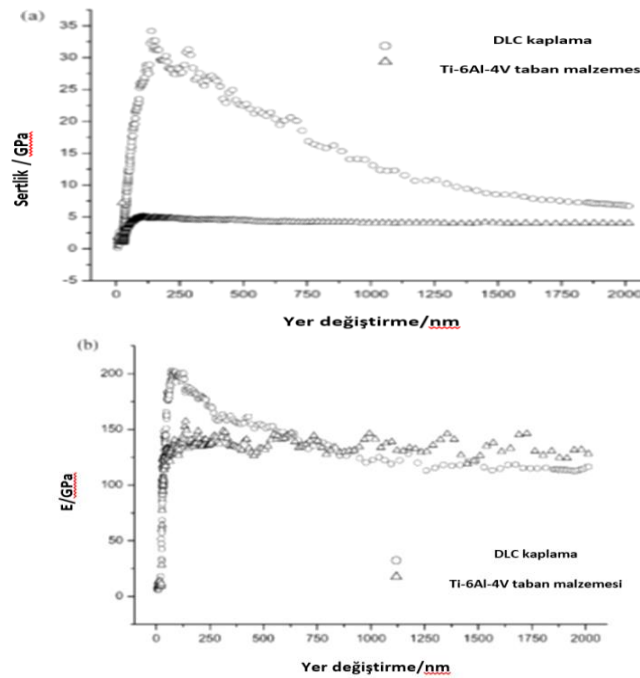 (a)
DLC kaplama
Ti-6Al-4V taban malzemesi
Sertlik / GPa
35
30
25
20
15
10
5
0
-5
0 250 500 750 1000 1250 1500 1750 2000
Yer değiştirme/nm
(b)
E/GPa
200
150
100
50
0
DLC kaplama
Ti-6Al-4V taban malzemesi
0 250 500 750 1000 1250 1500 1750 2000
Yer değiştirme/nm